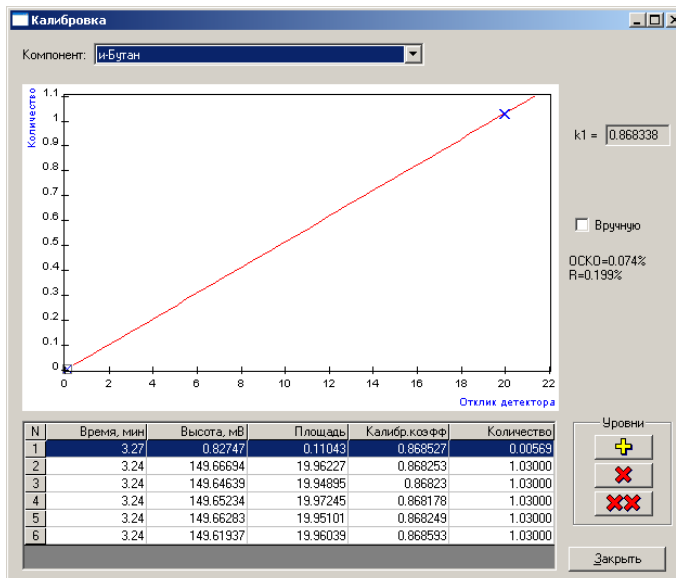 Калибровка
Компонент: и-Бутан
Количество
1.1
1
0.9
0.8
0.7
0.6
0.5
0.4
0.3
0.2
0.1
0
0 2 4 6 8 10 12 14 16 18 20 22
Отклик детектора
k1 = 0.868338
Вручную
ОСКО=0.074%
R=0.199%
N Время, мин Высота, мВ Площадь Калибр.коэфф Количество
1 3.27 0.82747 0.11043 0.868527 0.00569
2 3.24 149.66694 19.96227 0.868253 1.03000
3 3.24 149.64639 19.94895 0.86823 1.03000
4 3.24 149.65234 19.97245 0.868178 1.03000
5 3.24 149.66283 19.95101 0.868249 1.03000
6 3.24 149.61937 19.96039 0.868593 1.03000
Уровни
Закрыть